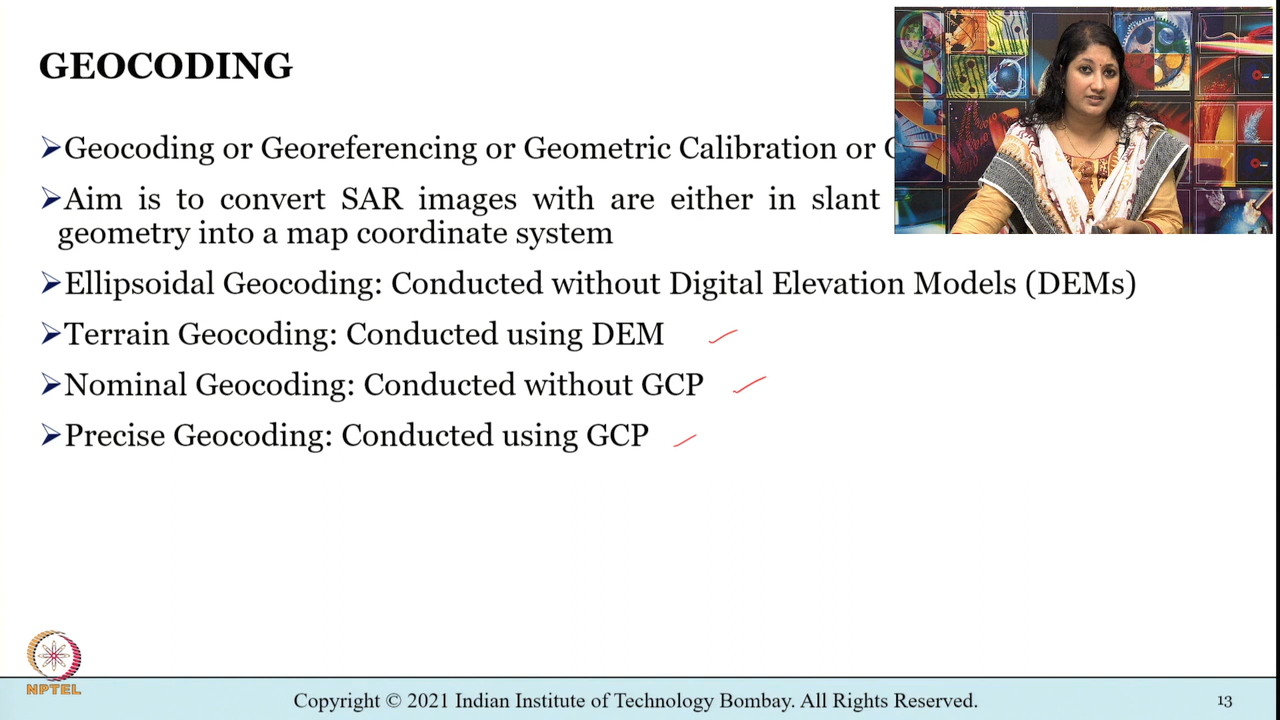 GEOCODING
➢Geocoding or Georeferencing or Geometric Calibration or
➢Aim is to convert SAR images with are either in slant
geometry into a map coordinate system
➢Ellipsoidal Geocoding: Conducted without Digital Elevation Models (DEMs)
➢Terrain Geocoding: Conducted using DEM
➢Nominal Geocoding: Conducted without GCP
➢Precise Geocoding: Conducted using GCP
NPTEL
Copyright © 2021 Indian Institute of Technology Bombay. All Rights Reserved.
13